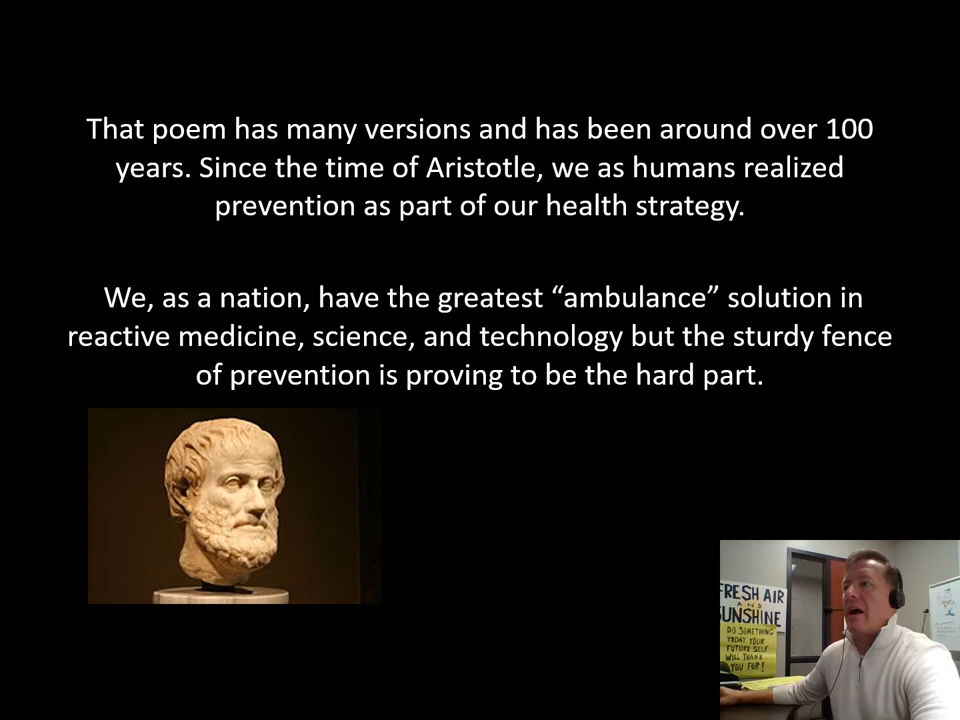 That poem has many versions and has been around over 100
years. Since the time of Aristotle, we as humans realized
prevention as part of our health strategy.
We, as a nation, have the greatest “ambulance” solution in
reactive medicine, science, and technology but the sturdy fence
of prevention is proving to be the hard part.
FRESH AIR
AND
SUNSHINE
DO SOMETHING
TODAY YOUR
FUTURE SELF
WILL THANK
YOU FOR!